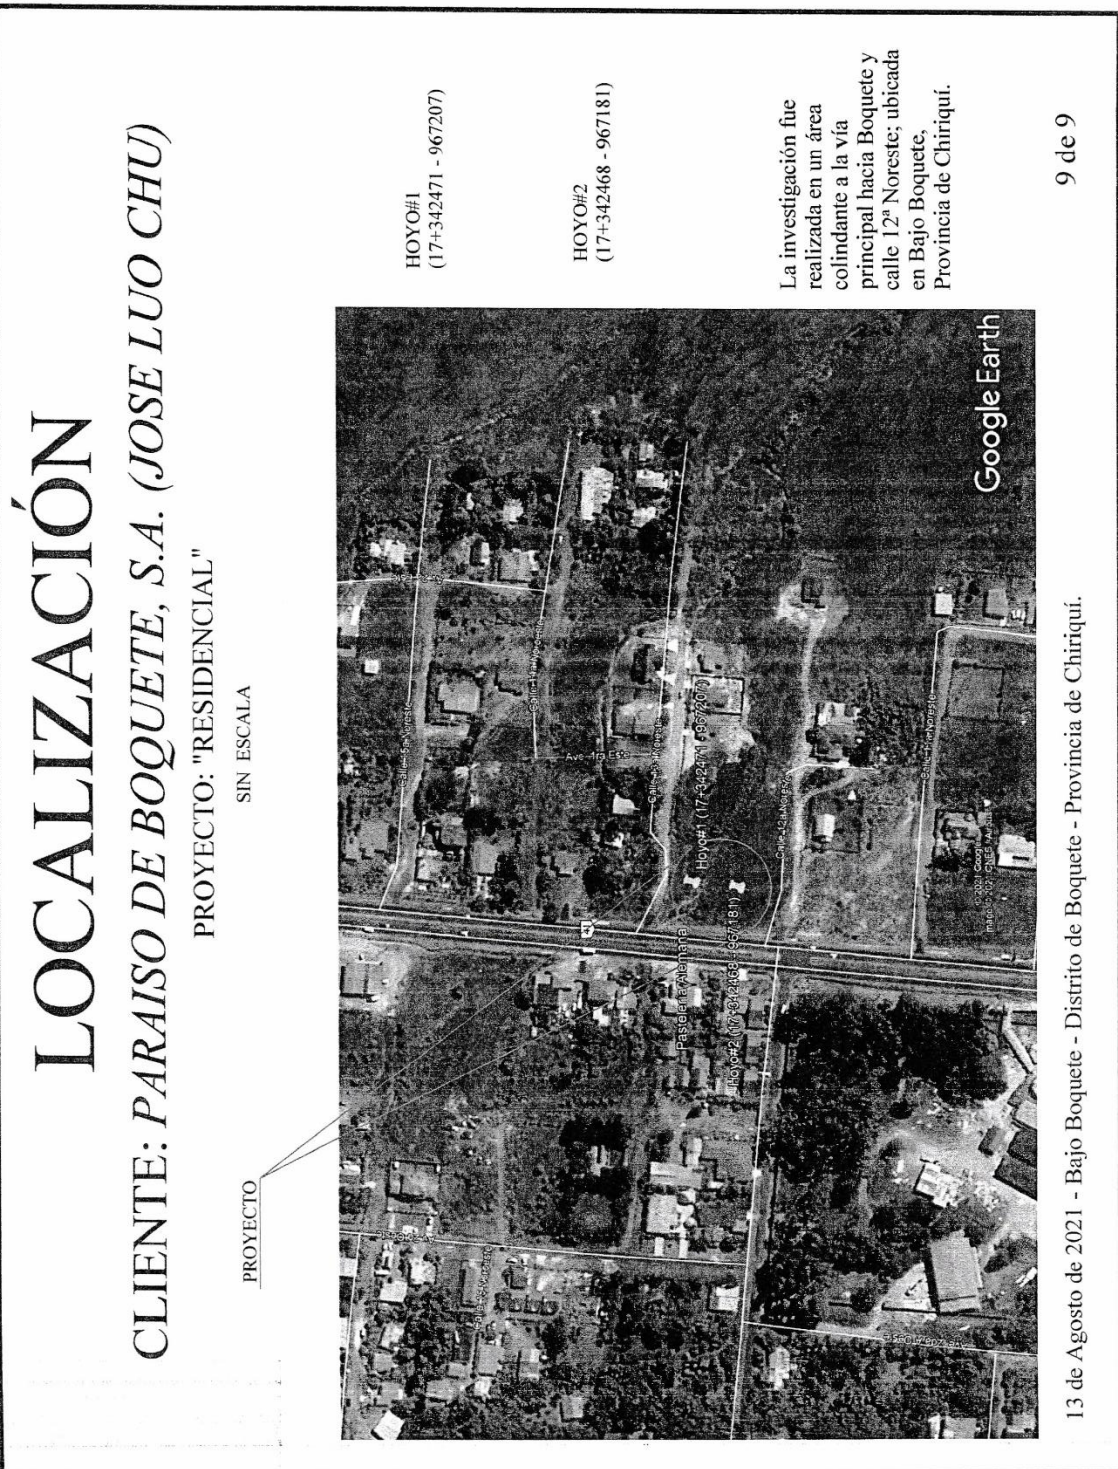 LOCALIZACIÓN
CLIENTE: PARAISO DE BOQUETE, S.A. (JOSE LUO CHU)
PROYECTO: "RESIDENCIAL"
SIN ESCALA
PROYECTO
HOYO#1
(17+342471 - 967207)
HOYO#2
(17+342468 - 967181)
La investigación fue
realizada en un área
colindante a la vía
principal hacia Boquete y
calle 12ª Noreste; ubicada
en Bajo Boquete,
Provincia de Chiriquí.
41
Ave 1ra Este
Hoyo#1 (17+342471 - 967207)
Pastelería Alemana
Hoyo#2 (17+342468 - 967181)
Google Earth
13 de Agosto de 2021 - Bajo Boquete - Distrito de Boquete - Provincia de Chiriquí.
9 de 9